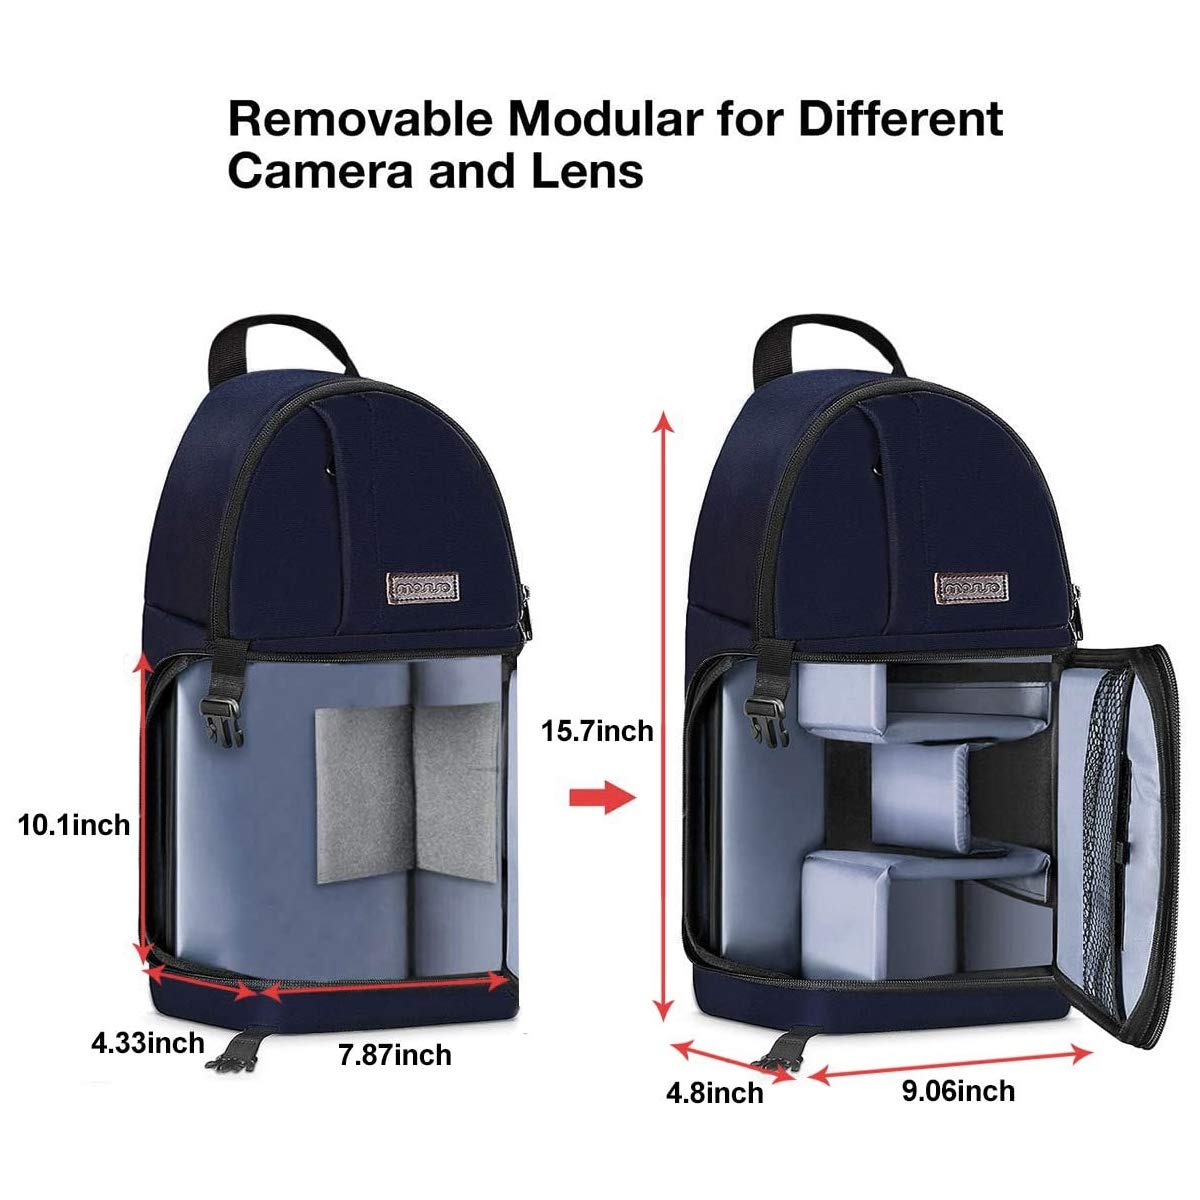 Removable Modular for Different
Camera and Lens
15.7inch
10.1inch
4.33inch
7.87inch
4.8inch
9.06inch